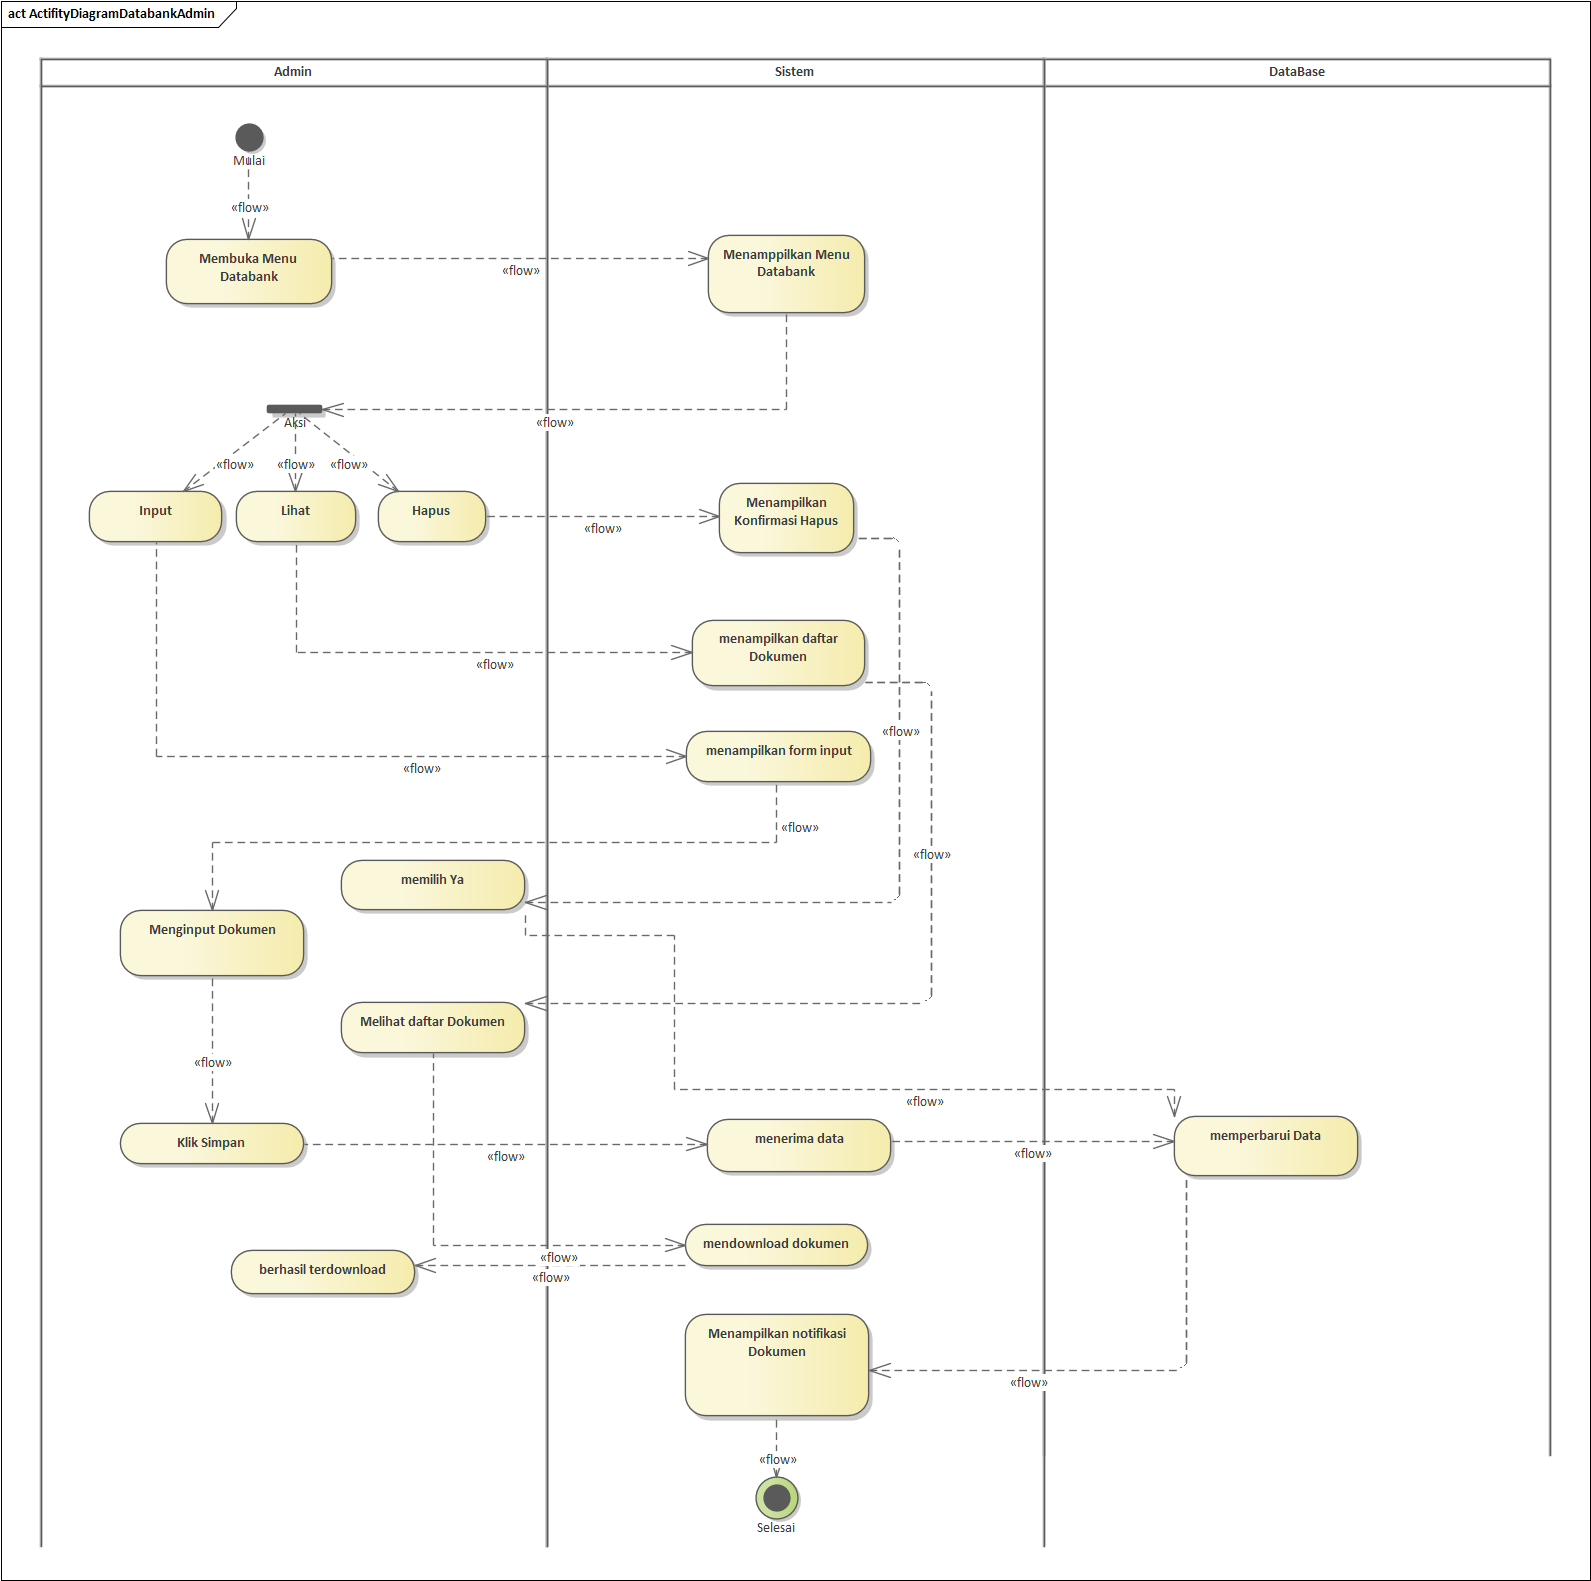 act ActifityDiagramDatabankAdmin
Admin
Sistem
DataBase
Mulai
«flow»
Membuka Menu
Databank
«flow»
Menamppilkan Menu
Databank
«flow»
Aksi
«flow»
«flow»
«flow»
Input
Lihat
Hapus
«flow»
Menampilkan
Konfirmasi Hapus
menampilkan daftar
Dokumen
«flow»
«flow»
menampilkan form input
«flow»
«flow»
«flow»
memilih Ya
Menginput Dokumen
Melihat daftar Dokumen
«flow»
«flow»
Klik Simpan
«flow»
menerima data
«flow»
memperbarui Data
mendownload dokumen
«flow»
berhasil terdownload
«flow»
Menampilkan notifikasi
Dokumen
«flow»
«flow»
Selesai